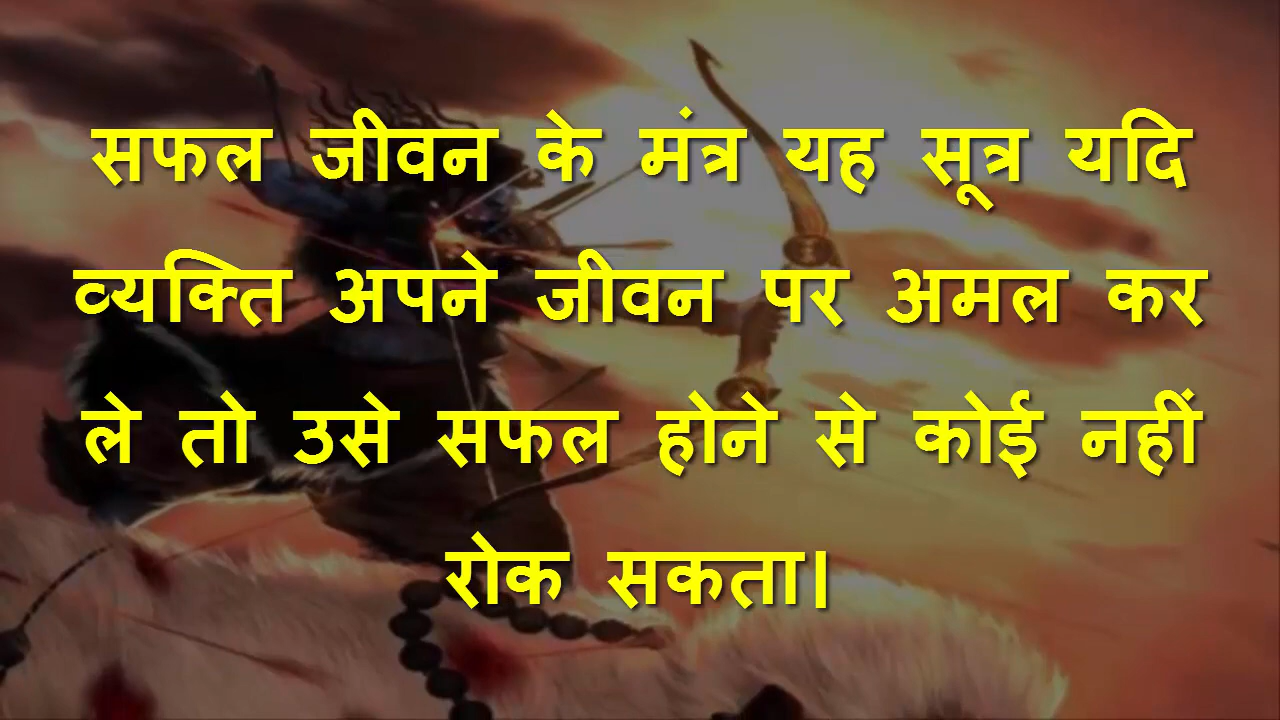 सफल जीवन के मंत्र यह सूत्र यदि
व्यक्ति अपने जीवन पर अमल कर
ले तो उसे सफल होने से कोई नहीं
रोक सकता।